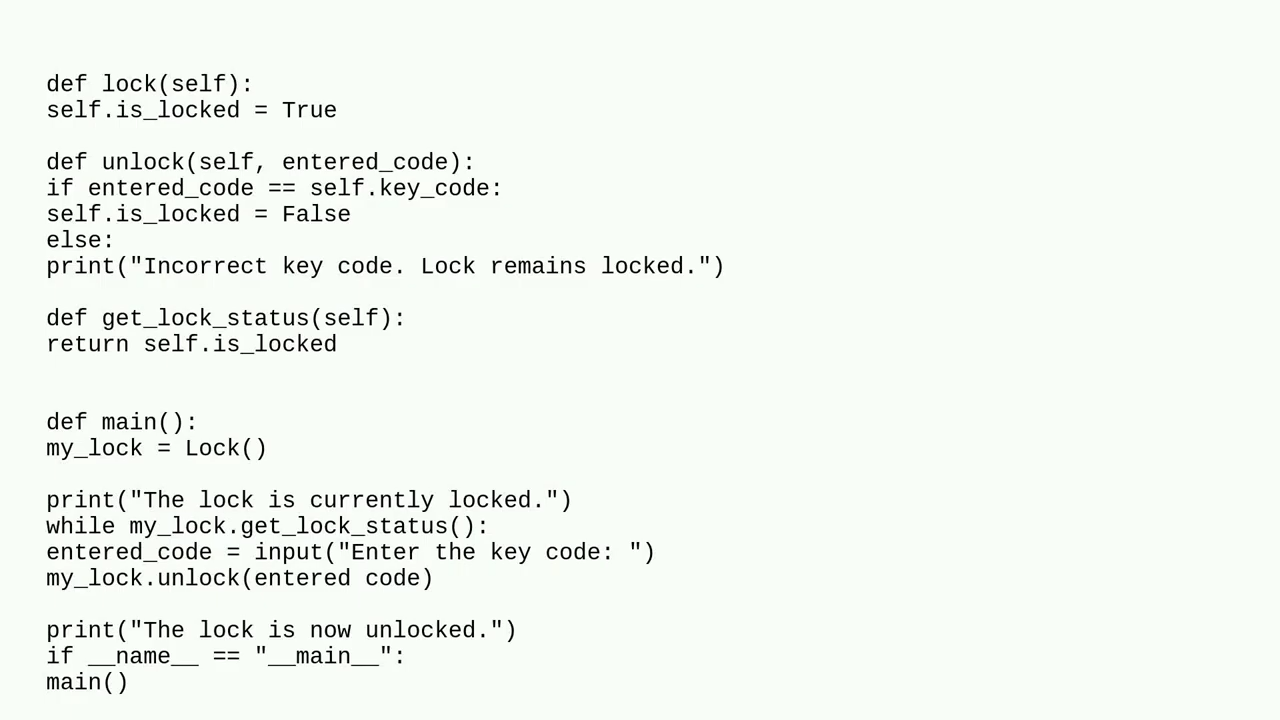 def lock(self):
self.is_locked = True
def unlock(self, entered_code):
if entered_code == self.key_code:
self.is_locked = False
else:
print("Incorrect key code. Lock remains locked.")
def get_lock_status(self):
return self.is_locked
def main():
my_lock = Lock()
print("The lock is currently locked.")
while my_lock.get_lock_status():
entered_code = input("Enter the key code: ")
my_lock.unlock(entered code)
print("The lock is now unlocked.")
if __name__ == "__main__":
main()